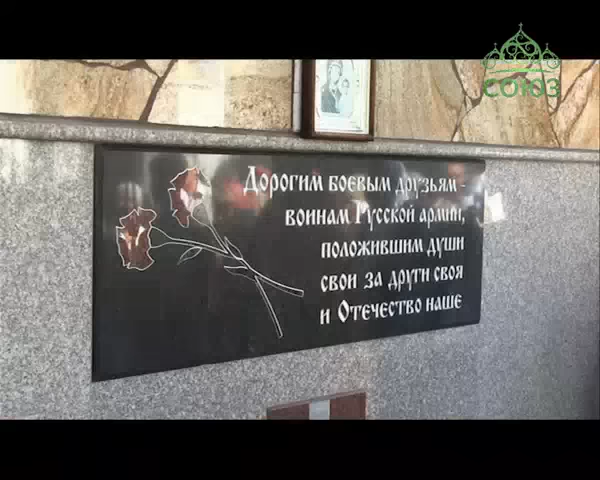 СОЮЗ
Дорогим боевым друзьям -
воинам Русской армии,
положившим души
свои за други своя
и Отечество наше